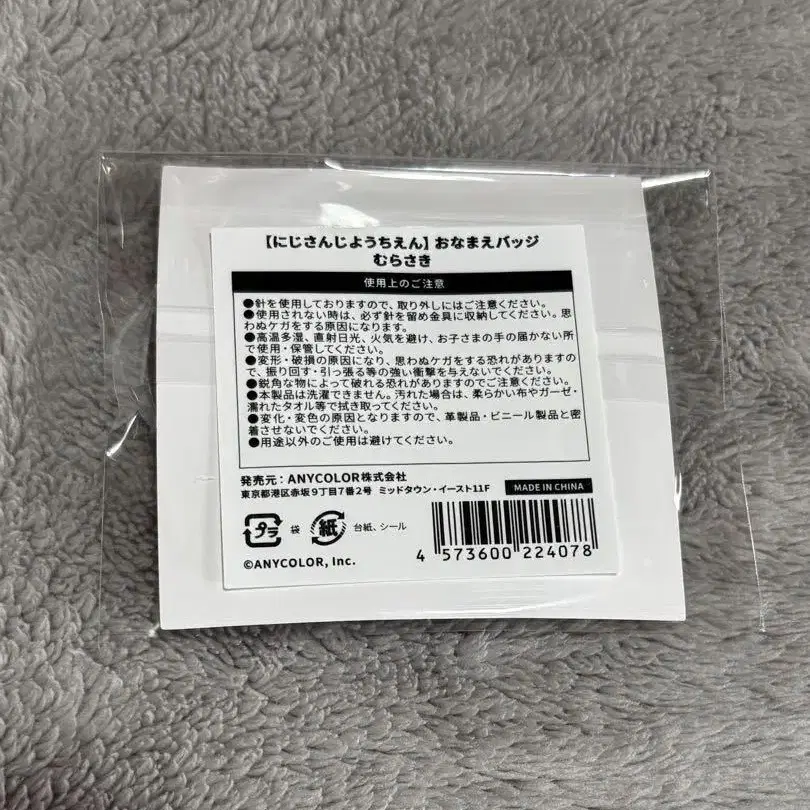 【にじさんじようちえん】おなまえバッジ
むらさき
使用上のご注意
●針を使用しておりますので、取り外しにはご注意ください。
●使用されない時は、必ず針を留め金具に収納してください。思
わぬケガをする原因になります。
●高温多湿、直射日光、火気を避け、お子さまの手の届かない所
で使用・保管してください。
●変形・破損の原因になり、思わぬケガをする恐れがありますの
で、振り回す・引っ張る等の強い衝撃を与えないでください。
●鋭角な物によって破れる恐れがありますのでご注意ください。
●本製品は洗濯できません。汚れた場合は、柔らかい布やガーゼ・
濡れたタオル等で拭き取ってください。
●変化・変色の原因となりますので、革製品・ビニール製品と密
着させないでください。
●用途以外のご使用は避けてください。
発売元：ANYCOLOR株式会社
東京都港区赤坂9丁目7番2号 ミッドタウン・イースト11F
MADE IN CHINA
プラ 袋 紙 台紙、シール
4 573600 224078
©ANYCOLOR, Inc.